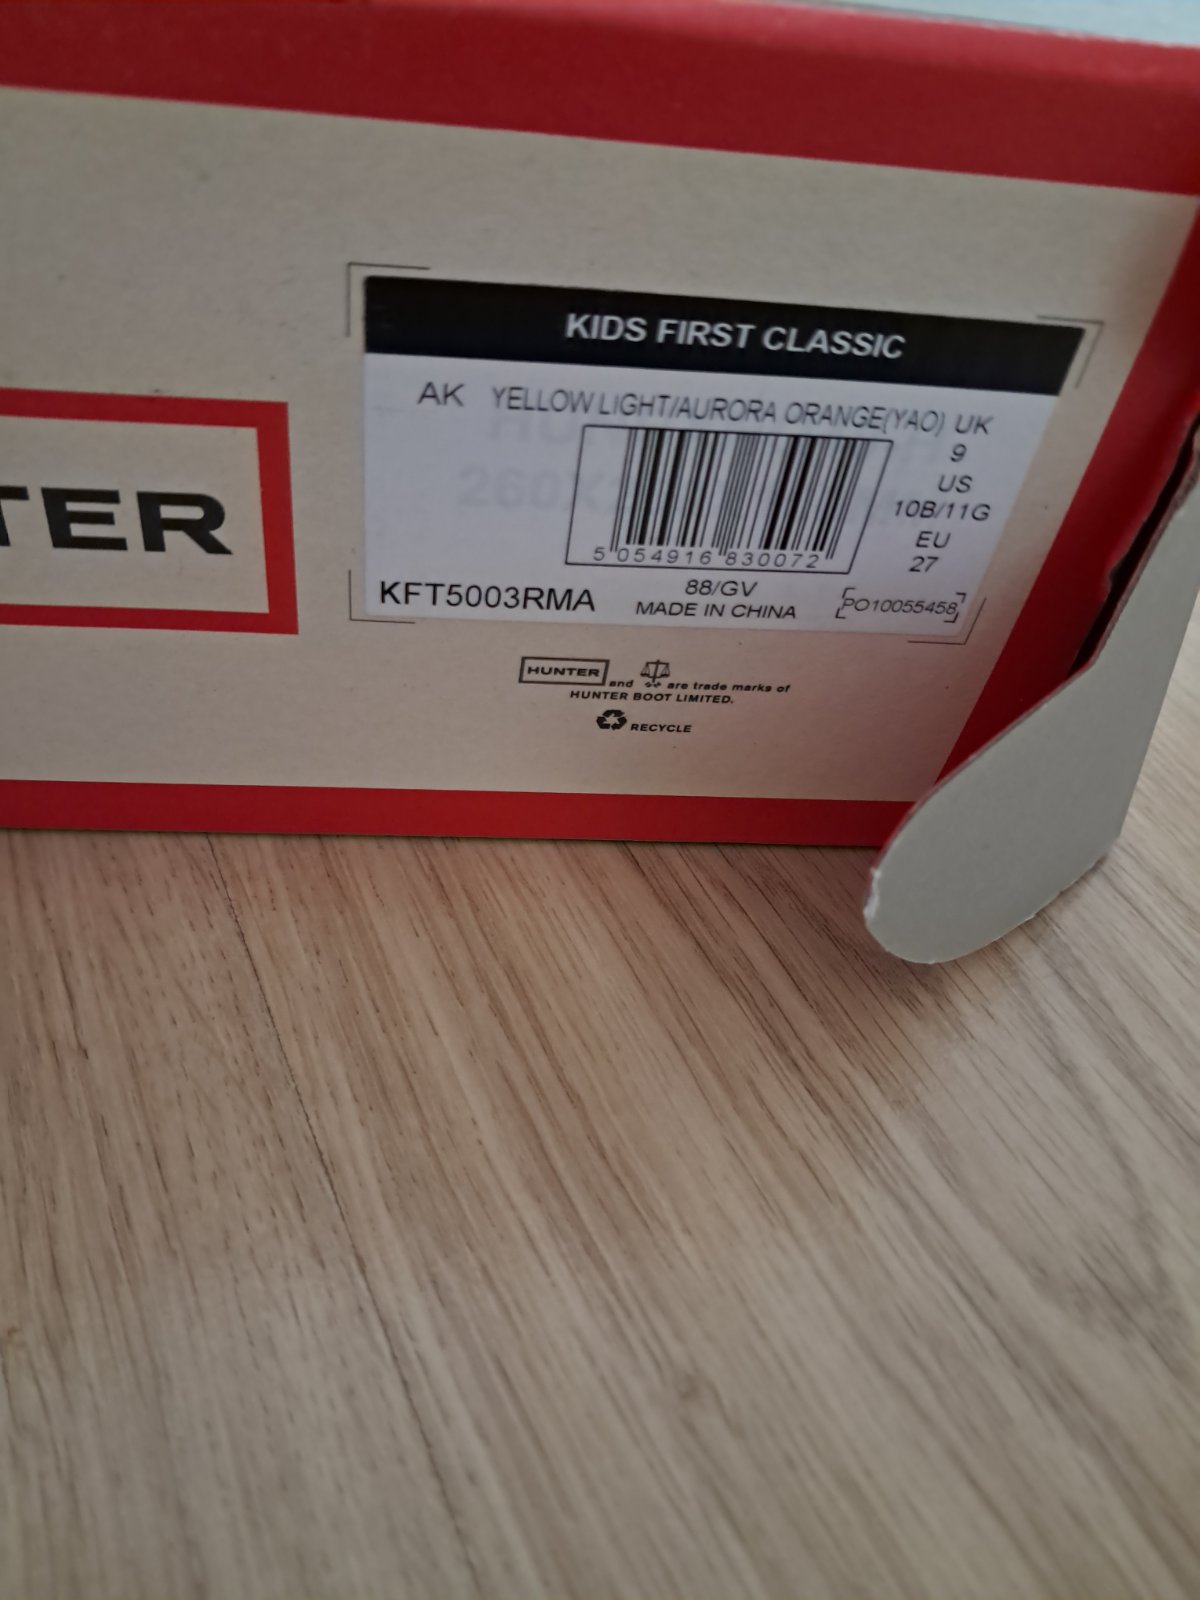 KIDS FIRST CLASSIC
AK YELLOW LIGHT/AURORA ORANGE(YAO) UK
9
US
10B/11G
EU
27
5 054916 830072
KFT5003RMA
88/GV
MADE IN CHINA
PO10055458
TER
HUNTER and are trade marks of
HUNTER BOOT LIMITED.
RECYCLE